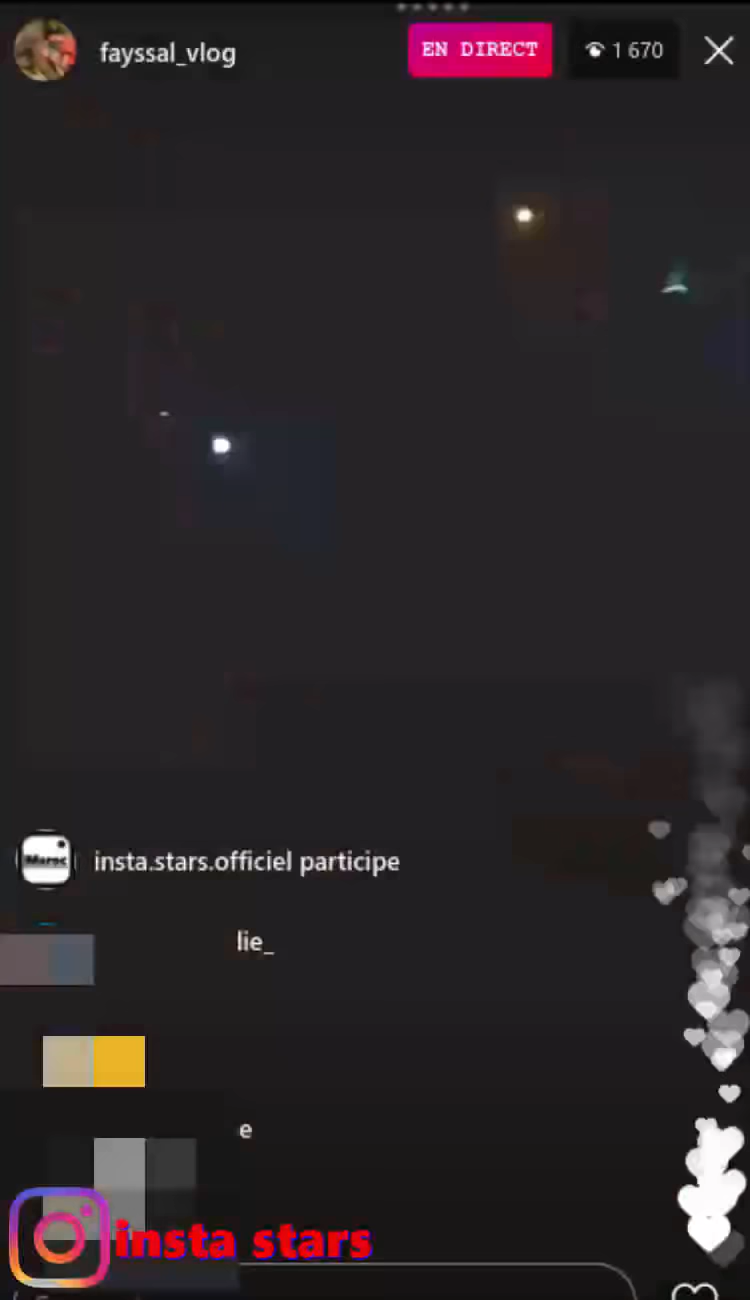 fayssal_vlog
EN DIRECT
1 670
Maroc
insta.stars.officiel participe
lie_
e
insta stars